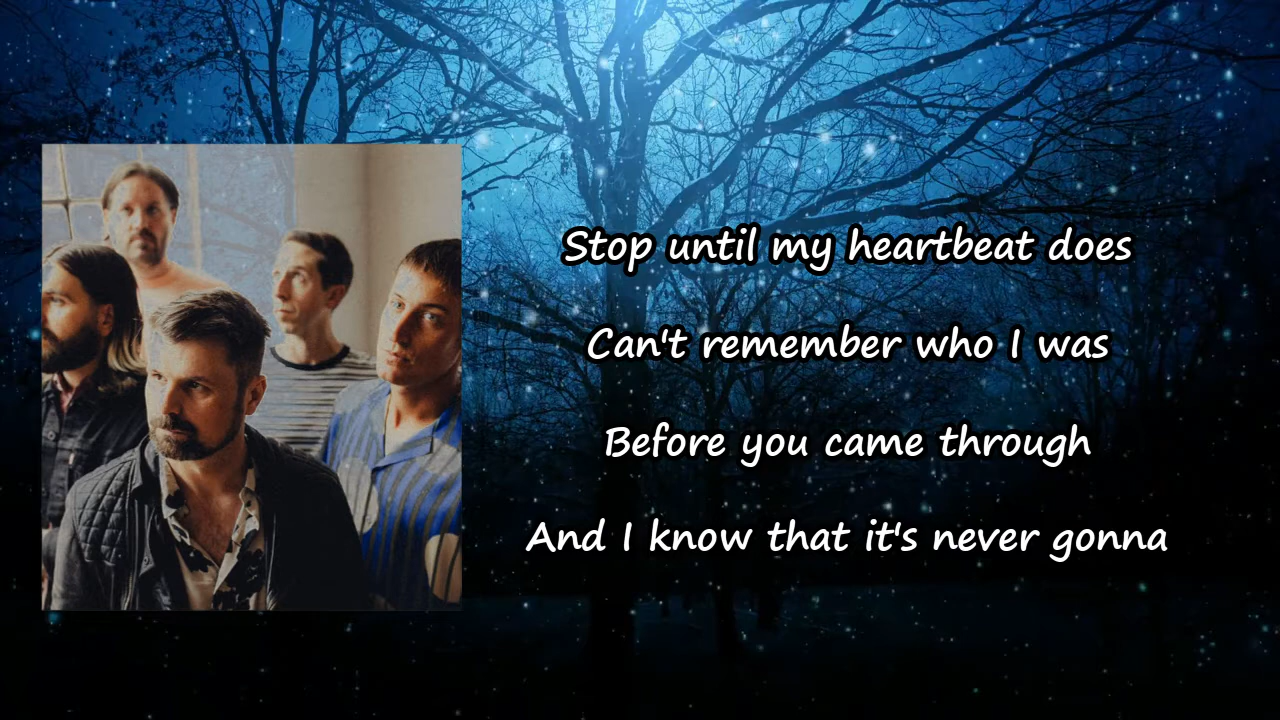 Stop until my heartbeat does
Can't remember who I was
Before you came through
And I know that it's never gonna